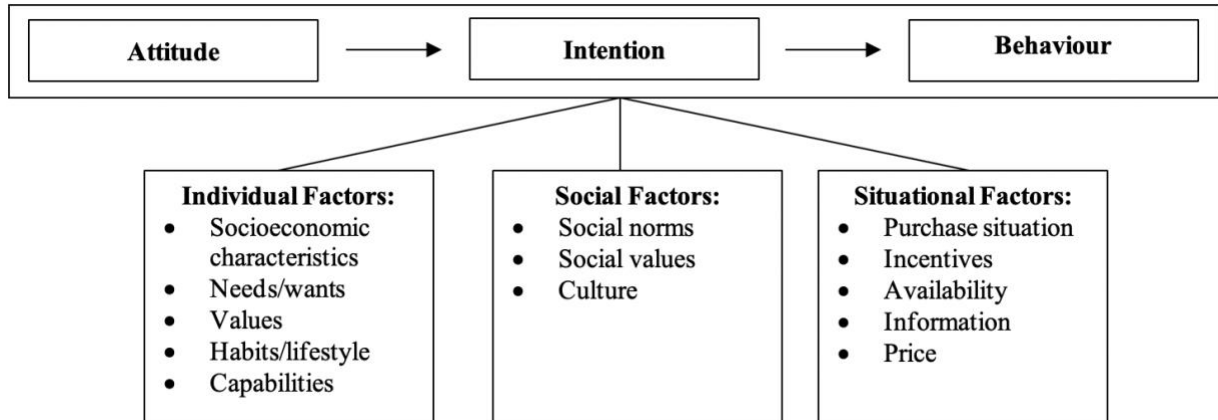 Attitude
Intention
Behaviour
Individual Factors:
• Socioeconomic
characteristics
• Needs/wants
• Values
• Habits/lifestyle
• Capabilities
Social Factors:
• Social norms
• Social values
• Culture
Situational Factors:
• Purchase situation
• Incentives
• Availability
• Information
• Price